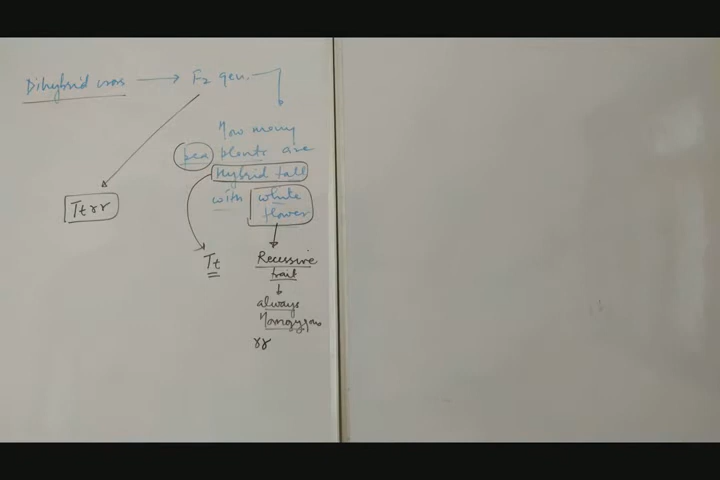 Dihybrid cross → F2 gen.
How many
pea plants are
Hybrid tall
with white
flower
Ttrr
Tt
Recessive
trait
always
Homozygous
rr